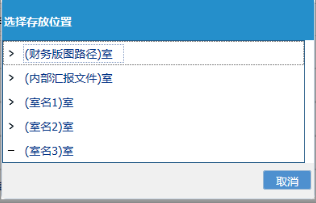 选择存放位置
(财务版图路径)室
(内部汇报文件)室
(室名1)室
(室名2)室
(室名3)室
取消